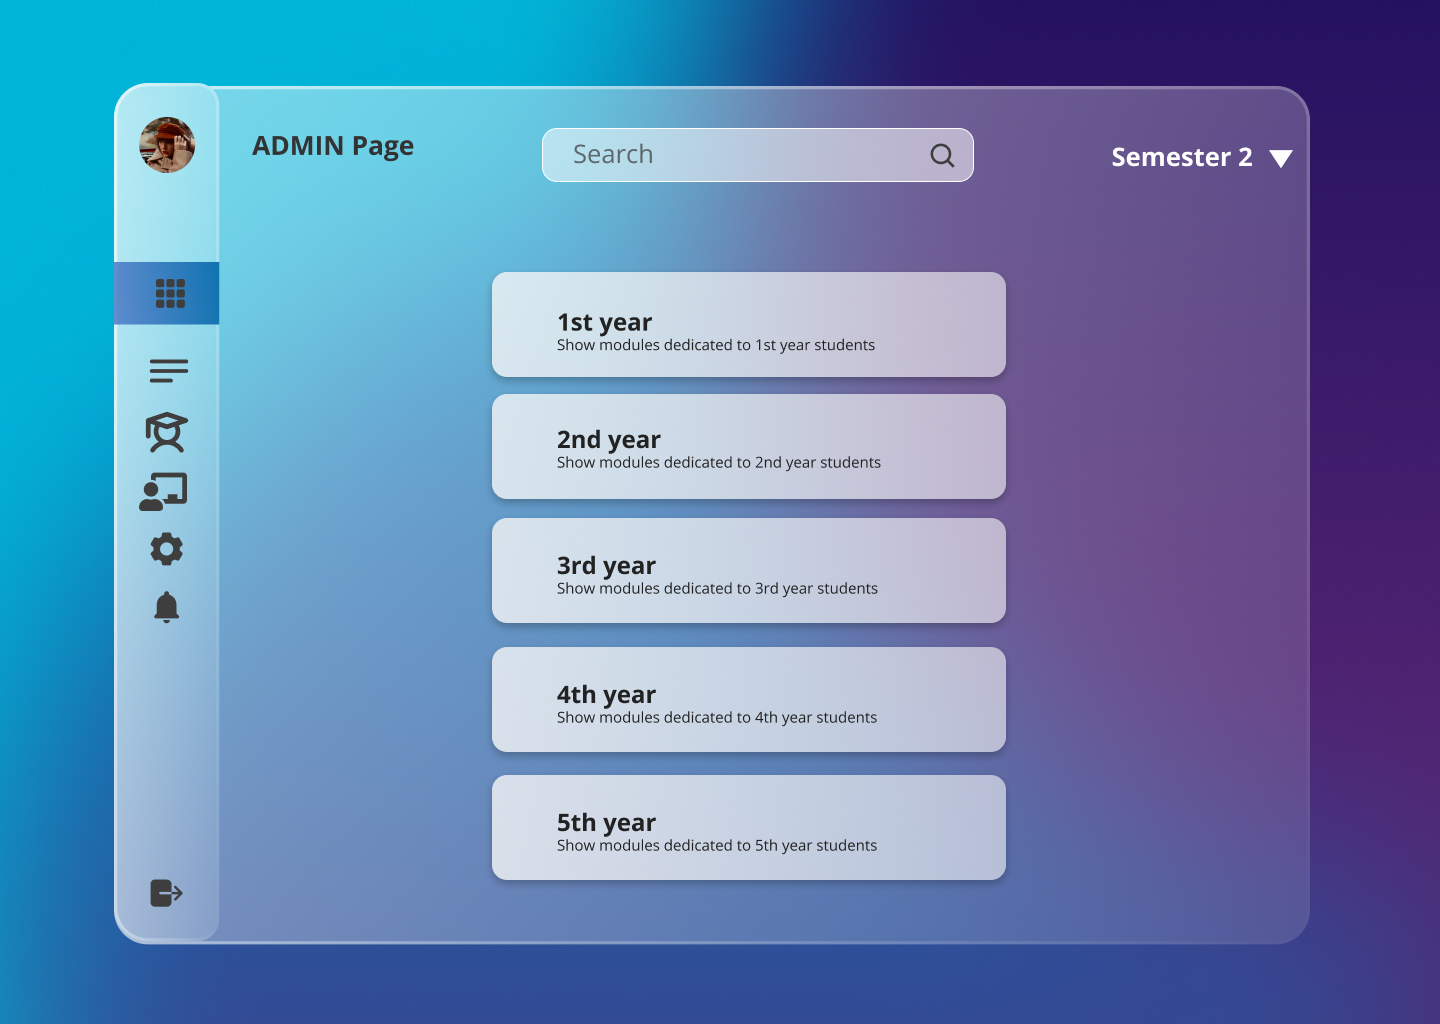 ADMIN Page
Search
Semester 2
1st year
Show modules dedicated to 1st year students
2nd year
Show modules dedicated to 2nd year students
3rd year
Show modules dedicated to 3rd year students
4th year
Show modules dedicated to 4th year students
5th year
Show modules dedicated to 5th year students